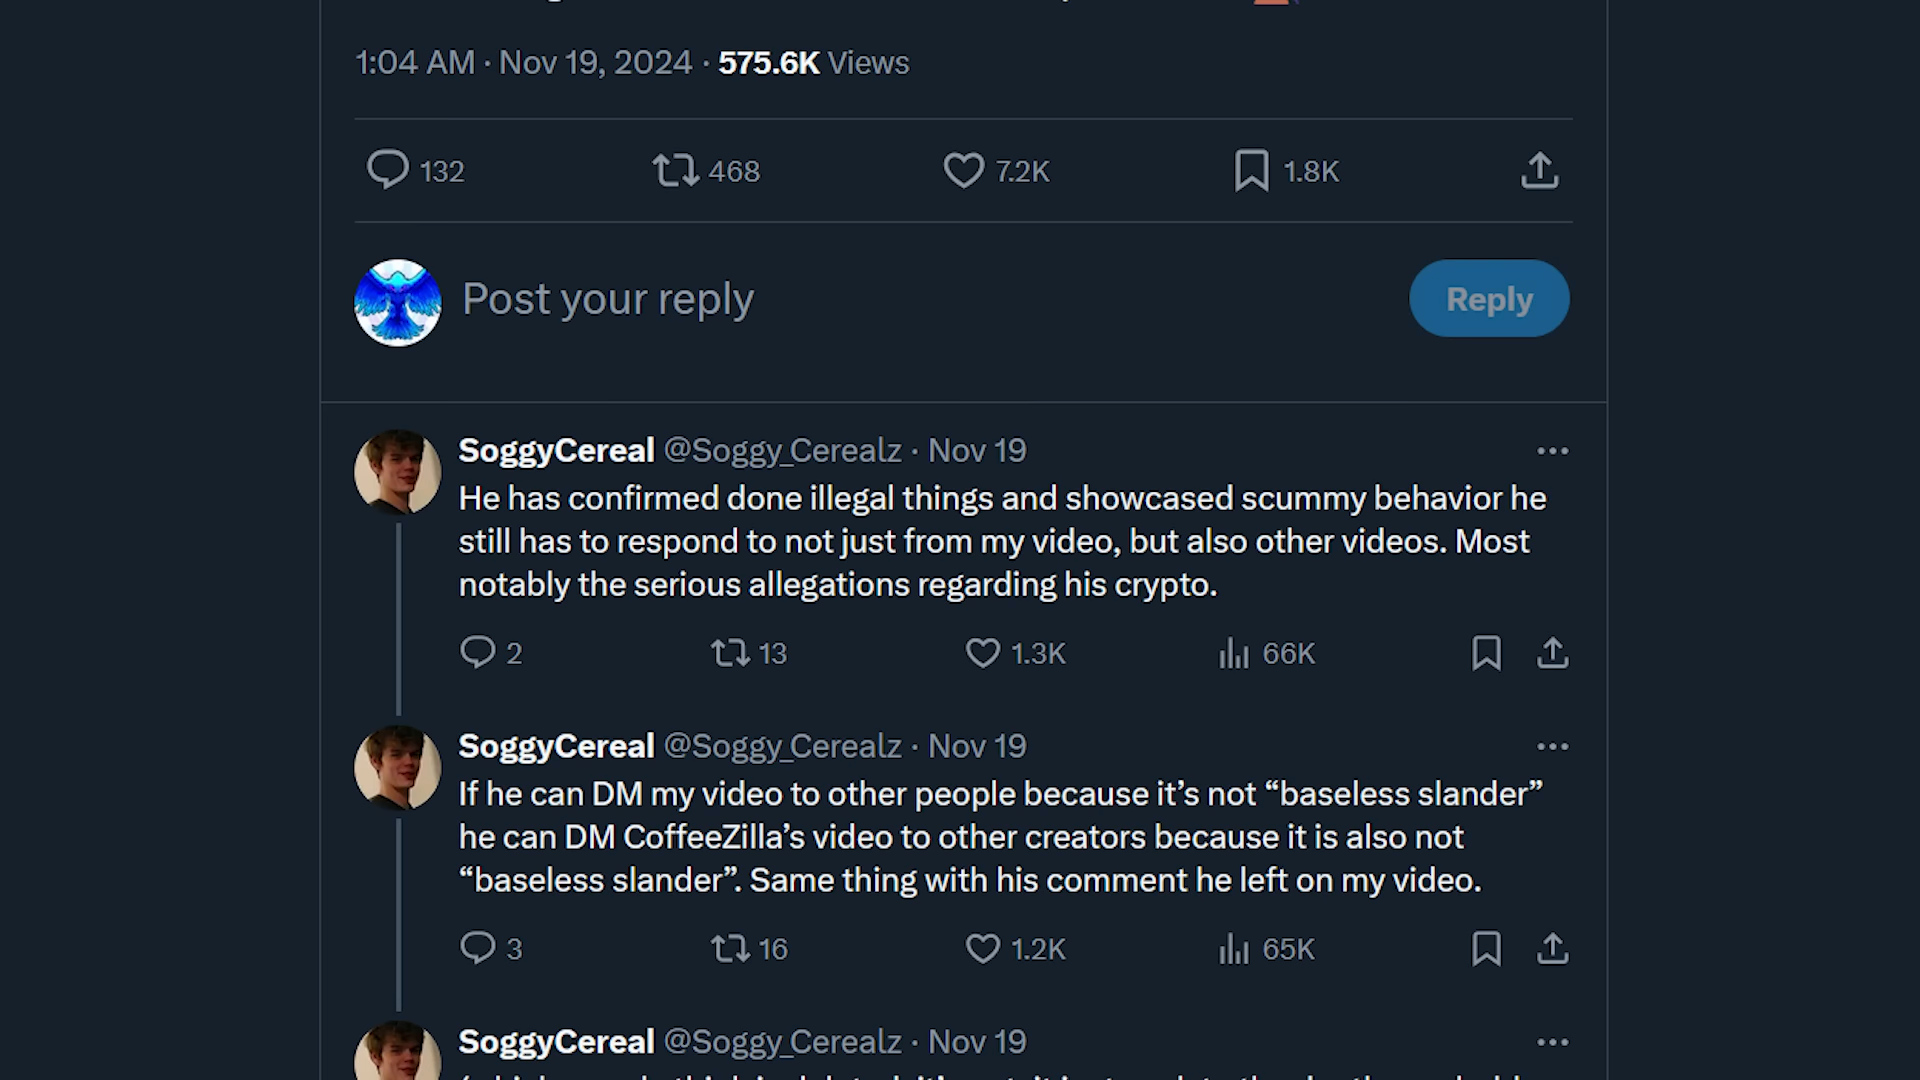 1:04 AM · Nov 19, 2024 · 575.6K Views
132 468 7.2K 1.8K
Post your reply Reply
SoggyCereal @Soggy_Cerealz · Nov 19
He has confirmed done illegal things and showcased scummy behavior he
still has to respond to not just from my video, but also other videos. Most
notably the serious allegations regarding his crypto.
2 13 1.3K 66K
SoggyCereal @Soggy_Cerealz · Nov 19
If he can DM my video to other people because it’s not “baseless slander”
he can DM CoffeeZilla’s video to other creators because it is also not
“baseless slander”. Same thing with his comment he left on my video.
3 16 1.2K 65K
SoggyCereal @Soggy_Cerealz · Nov 19